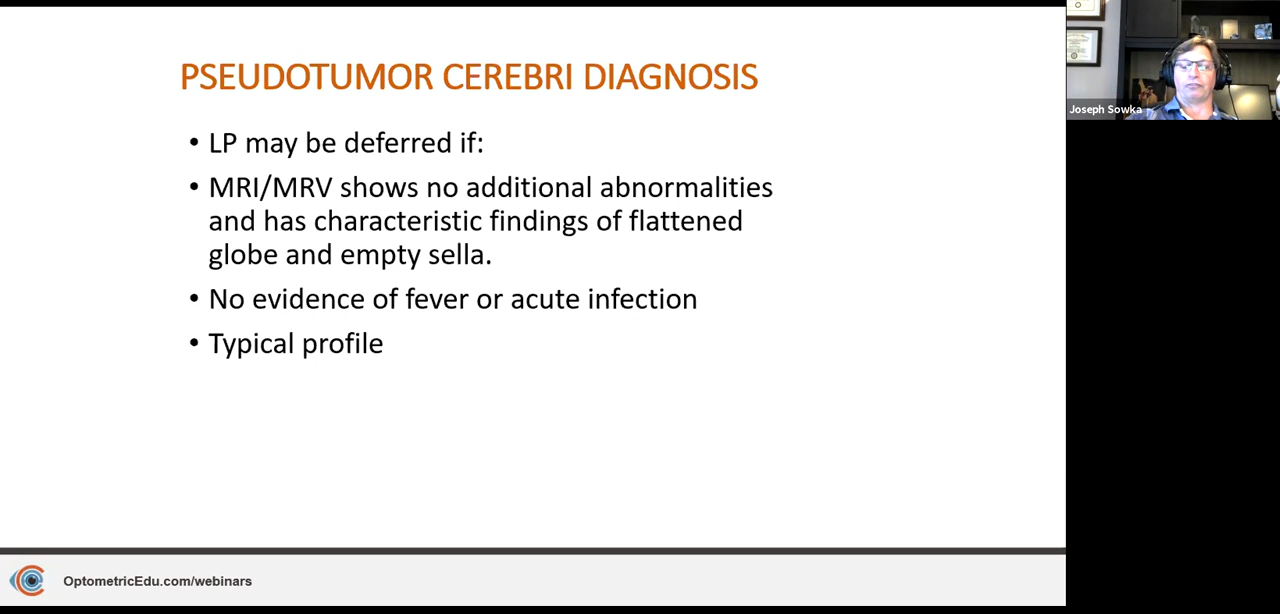 PSEUDOTUMOR CEREBRI DIAGNOSIS
• LP may be deferred if:
• MRI/MRV shows no additional abnormalities
and has characteristic findings of flattened
globe and empty sella.
• No evidence of fever or acute infection
• Typical profile
Joseph Sowka
OptometricEdu.com/webinars